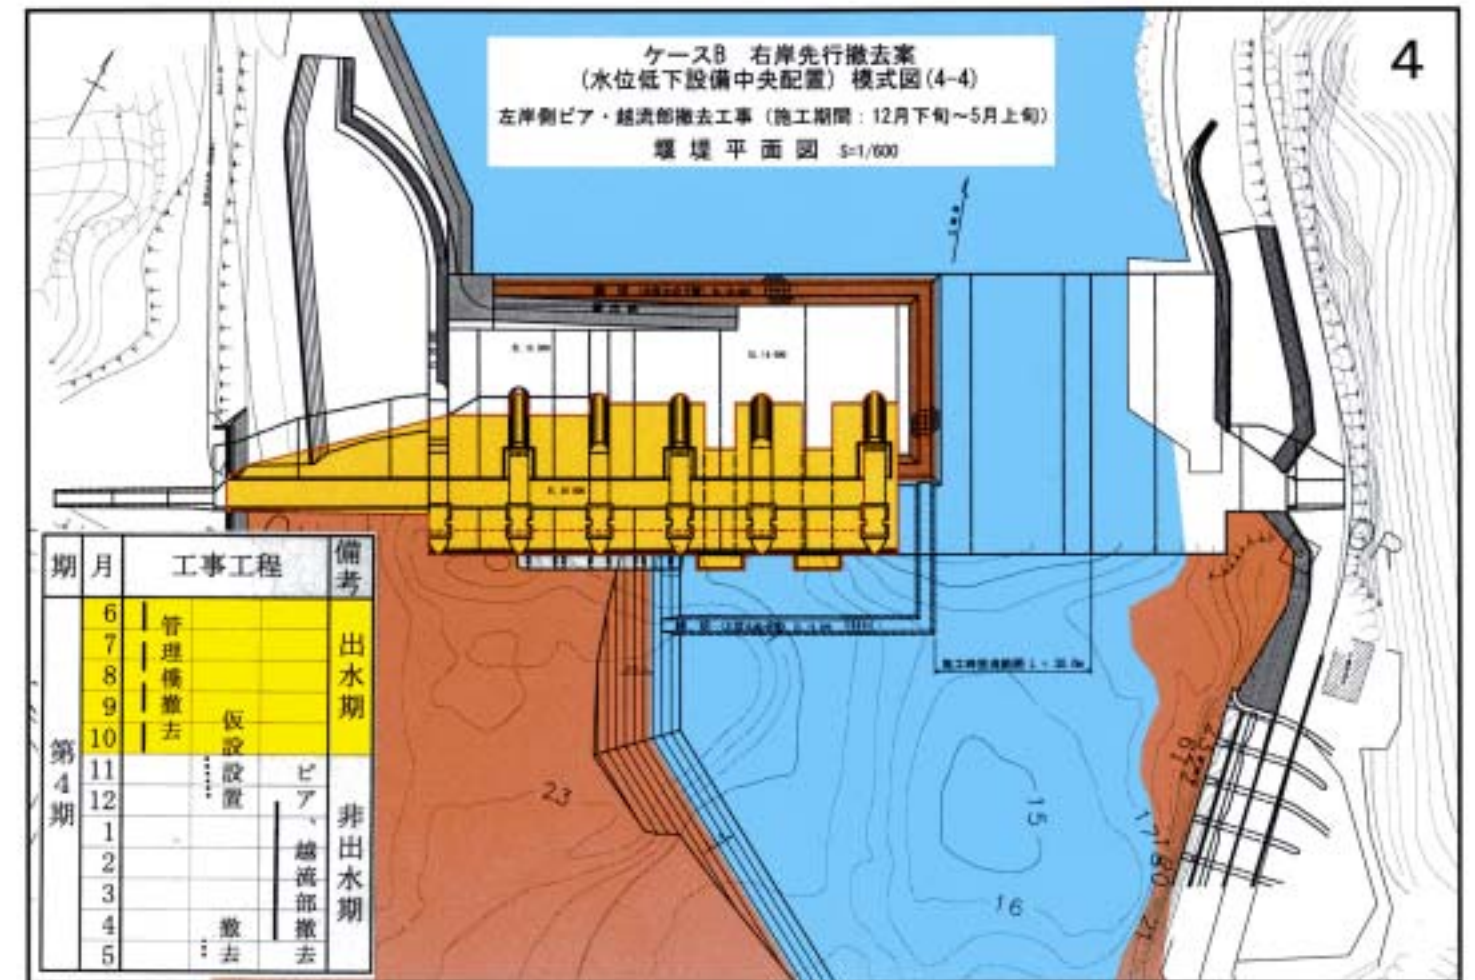 4
ケースB 右岸先行撤去案
(水位低下設備中央配置)模式図(4-4)
左岸側ピア・越流部撤去工事 (施工期間：12月下旬～5月上旬)
堰堤平面図 S=1/600
期 月 工事工程 備考
第4期
6
7
8
9
10
11
12
1
2
3
4
5
管理橋撤去
仮設設置
撤去
ピア、越流部撤去
出水期
非出水期
23
15
16
17
18
21